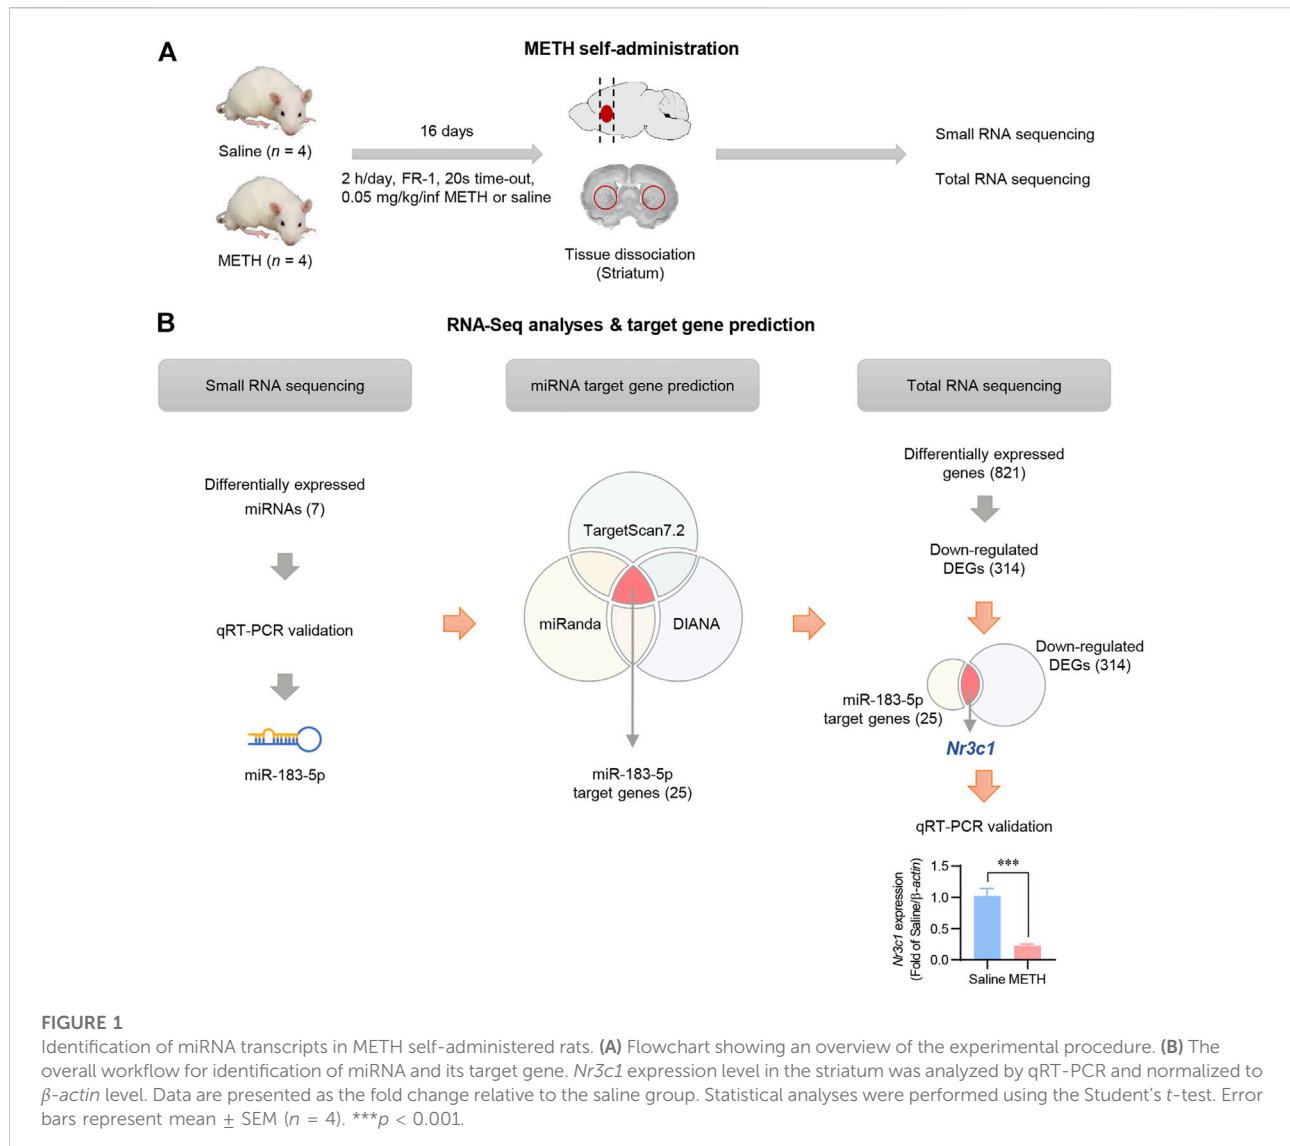 A
METH self-administration
Saline (n = 4)
METH (n = 4)
16 days
2 h/day, FR-1, 20s time-out,
0.05 mg/kg/inf METH or saline
Tissue dissociation
(Striatum)
Small RNA sequencing
Total RNA sequencing
B
RNA-Seq analyses & target gene prediction
Small RNA sequencing
Differentially expressed
miRNAs (7)
qRT-PCR validation
miR-183-5p
miRNA target gene prediction
TargetScan7.2
miRanda
DIANA
miR-183-5p
target genes (25)
Total RNA sequencing
Differentially expressed
genes (821)
Down-regulated
DEGs (314)
Down-regulated
DEGs (314)
miR-183-5p
target genes (25)
Nr3c1
qRT-PCR validation
Nr3c1 expression
(Fold of Saline/β-actin)
1.5
1.0
0.5
0.0
***
Saline METH
FIGURE 1
Identification of miRNA transcripts in METH self-administered rats. (A) Flowchart showing an overview of the experimental procedure. (B) The
overall workflow for identification of miRNA and its target gene. Nr3c1 expression level in the striatum was analyzed by qRT-PCR and normalized to
β-actin level. Data are presented as the fold change relative to the saline group. Statistical analyses were performed using the Student's t-test. Error
bars represent mean ± SEM (n = 4). ***p < 0.001.